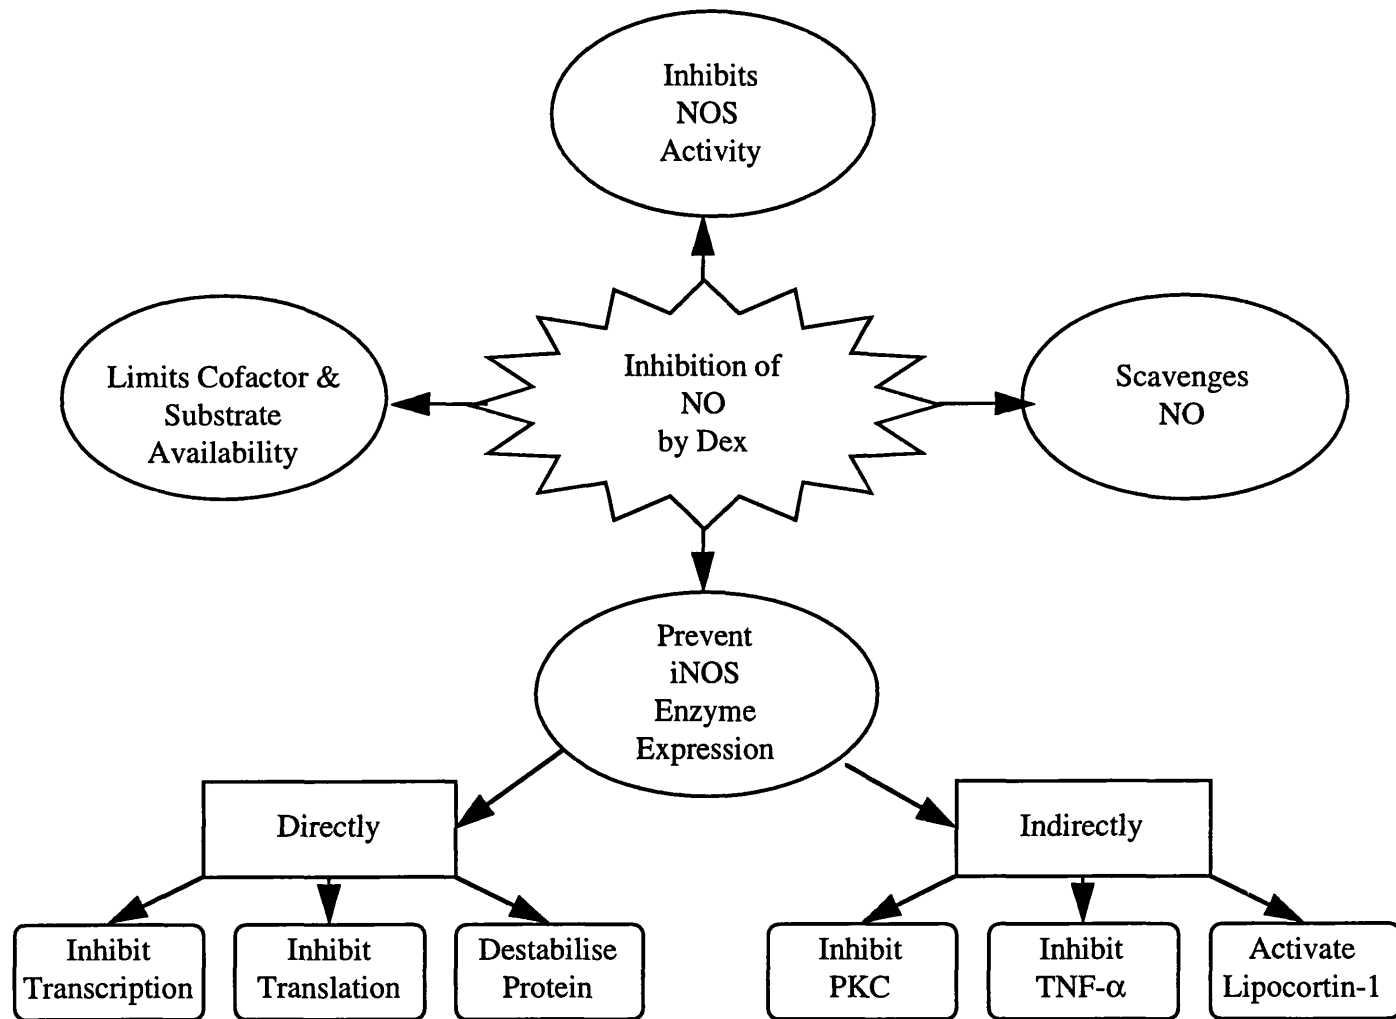 Inhibits
NOS
Activity
Limits Cofactor &
Substrate
Availability
Inhibition of
NO
by Dex
Scavenges
NO
Prevent
iNOS
Enzyme
Expression
Directly
Indirectly
Inhibit
Transcription
Inhibit
Translation
Destabilise
Protein
Inhibit
PKC
Inhibit
TNF-α
Activate
Lipocortin-1